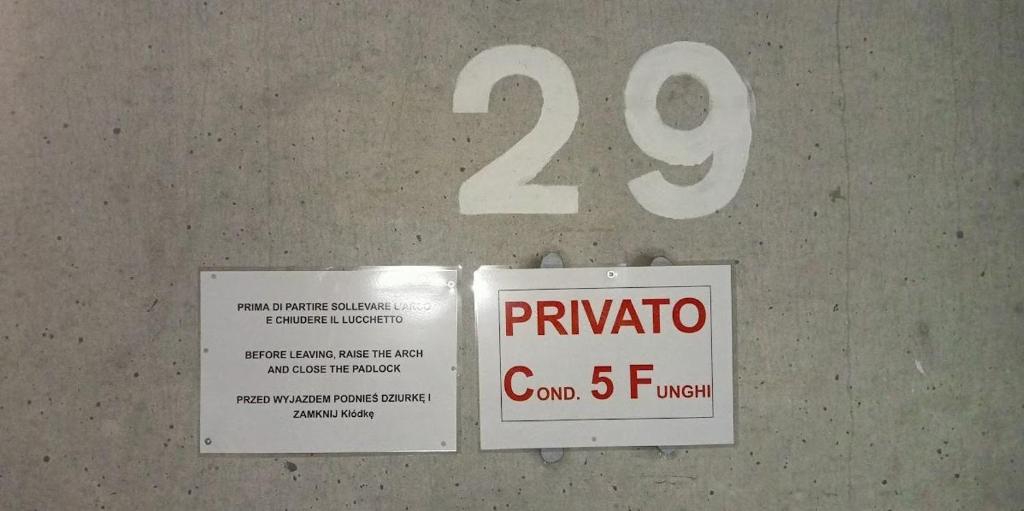 29
PRIMA DI PARTIRE SOLLEVARE L'ARCO
E CHIUDERE IL LUCCHETTO
BEFORE LEAVING, RAISE THE ARCH
AND CLOSE THE PADLOCK
PRZED WYJAZDEM PODNIEŚ DZIURKĘ I
ZAMKNIJ Kłódkę
PRIVATO
COND. 5 FUNGHI